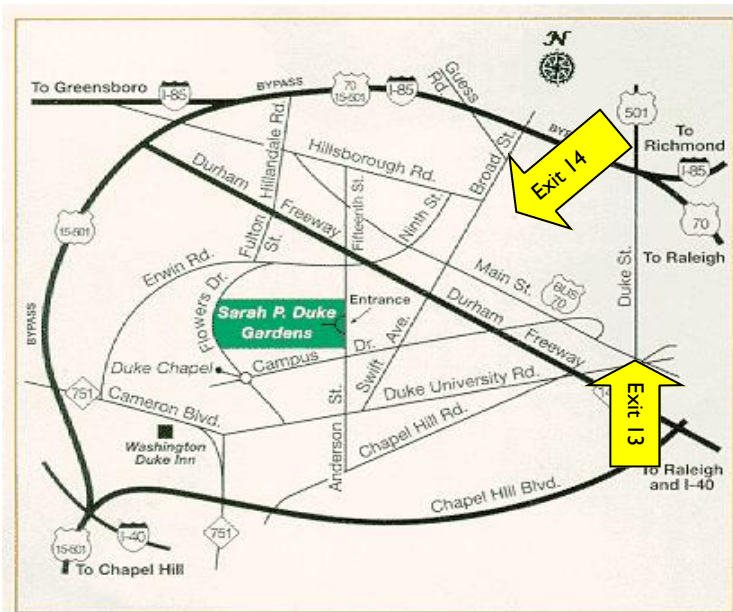 N
To Greensboro
I-85
BYPASS
70
15-501
I-85
Guess
Rd.
BY
501
To
Richmond
I-85
70
To Raleigh
Exit 14
Broad St.
Hillandale Rd.
Hillsborough Rd.
Durham
Freeway
Fulton
St.
Fifteenth St.
Ninth St.
15-501
BYPASS
Erwin Rd.
Flowers Dr.
Sarah P. Duke
Gardens
Entrance
Main St.
BUS
70
Duke St.
Durham
Freeway
Duke Chapel
Campus
Dr.
Swift
Ave.
751
Cameron Blvd.
Duke University Rd.
Exit 13
Washington
Duke Inn
Anderson
St.
Chapel Hill Rd.
To Raleigh
and I-40
Chapel Hill Blvd.
751
15-501
I-40
To Chapel Hill